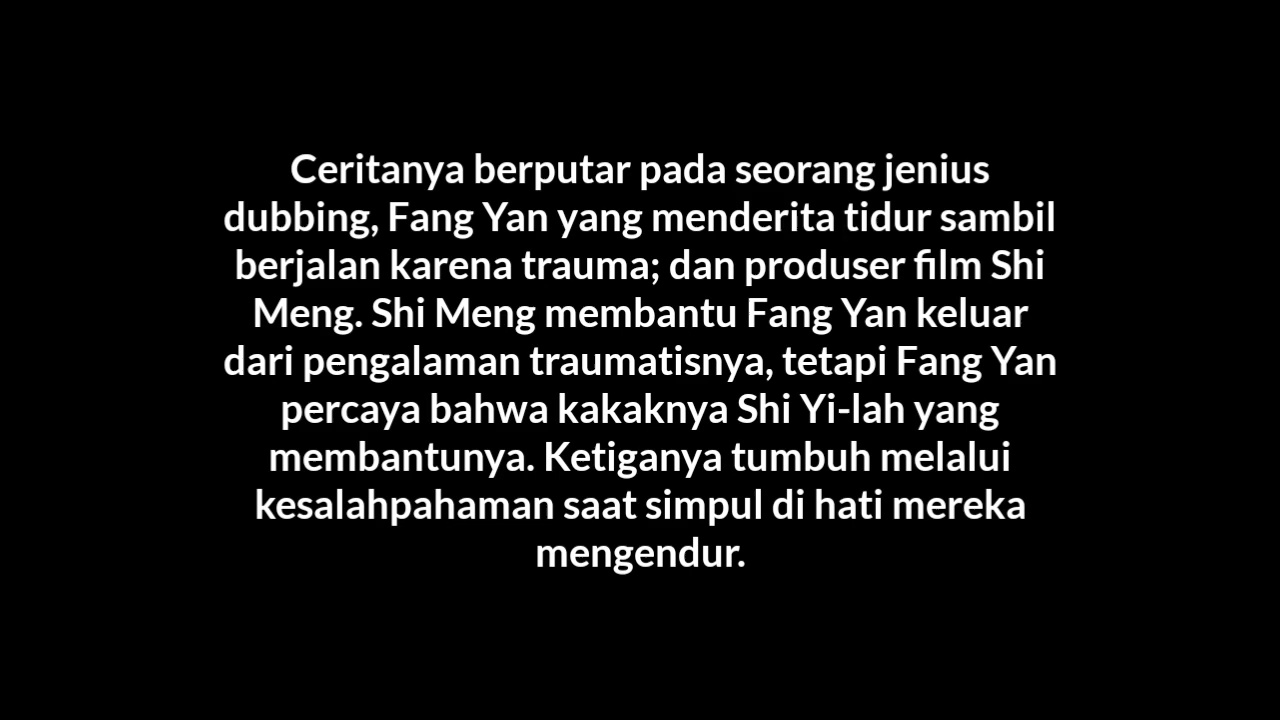 Ceritanya berputar pada seorang jenius
dubbing, Fang Yan yang menderita tidur sambil
berjalan karena trauma; dan produser film Shi
Meng. Shi Meng membantu Fang Yan keluar
dari pengalaman traumatisnya, tetapi Fang Yan
percaya bahwa kakaknya Shi Yi-lah yang
membantunya. Ketiganya tumbuh melalui
kesalahpahaman saat simpul di hati mereka
mengendur.